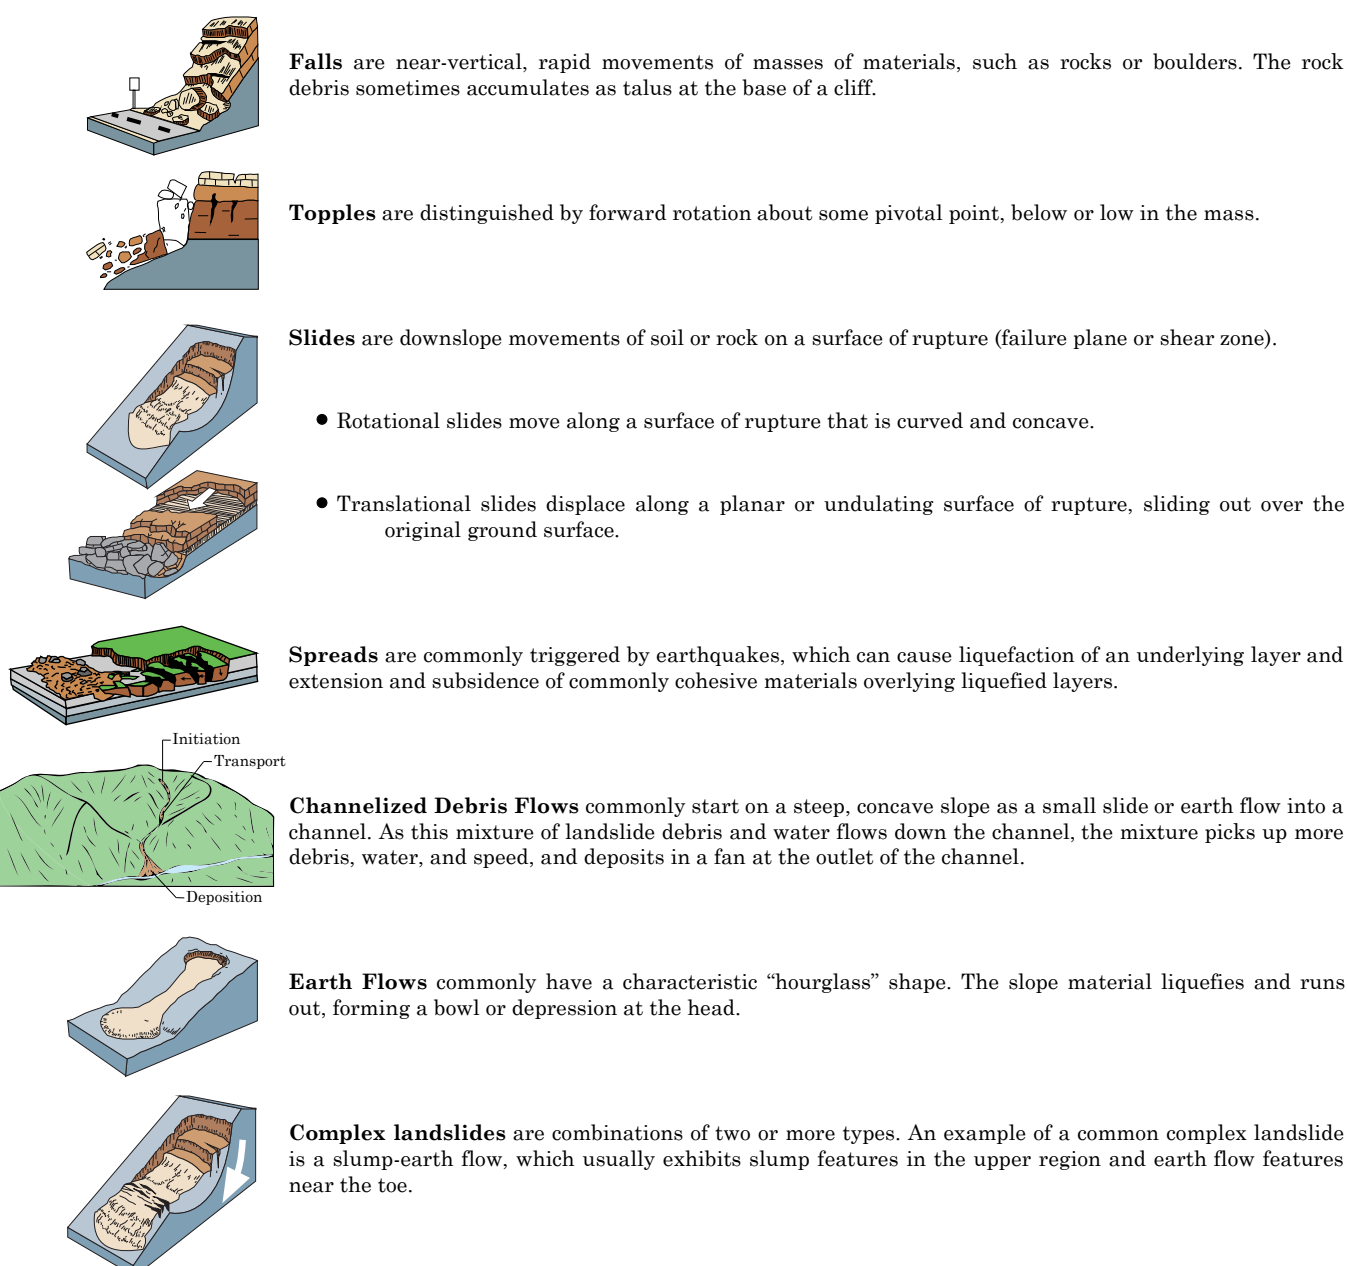 Falls are near-vertical, rapid movements of masses of materials, such as rocks or boulders. The rock
debris sometimes accumulates as talus at the base of a cliff.
Topples are distinguished by forward rotation about some pivotal point, below or low in the mass.
Slides are downslope movements of soil or rock on a surface of rupture (failure plane or shear zone).
● Rotational slides move along a surface of rupture that is curved and concave.
● Translational slides displace along a planar or undulating surface of rupture, sliding out over the
original ground surface.
Spreads are commonly triggered by earthquakes, which can cause liquefaction of an underlying layer and
extension and subsidence of commonly cohesive materials overlying liquefied layers.
Initiation
Transport
Channelized Debris Flows commonly start on a steep, concave slope as a small slide or earth flow into a
channel. As this mixture of landslide debris and water flows down the channel, the mixture picks up more
debris, water, and speed, and deposits in a fan at the outlet of the channel.
Deposition
Earth Flows commonly have a characteristic “hourglass” shape. The slope material liquefies and runs
out, forming a bowl or depression at the head.
Complex landslides are combinations of two or more types. An example of a common complex landslide
is a slump-earth flow, which usually exhibits slump features in the upper region and earth flow features
near the toe.